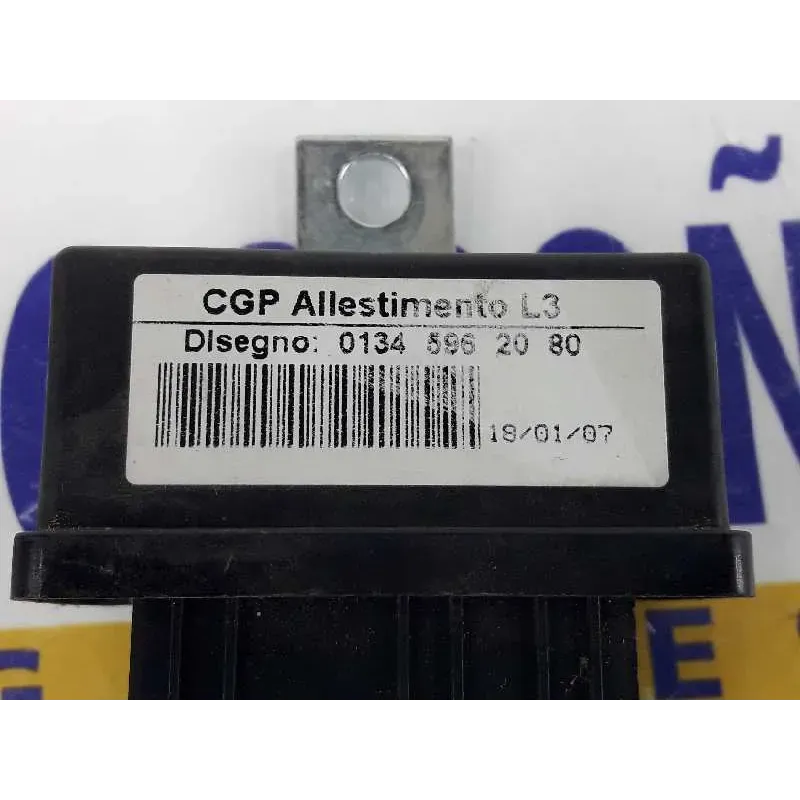 CGP Allestimento L3
Disegno: 0134 596 20 80
18/01/07